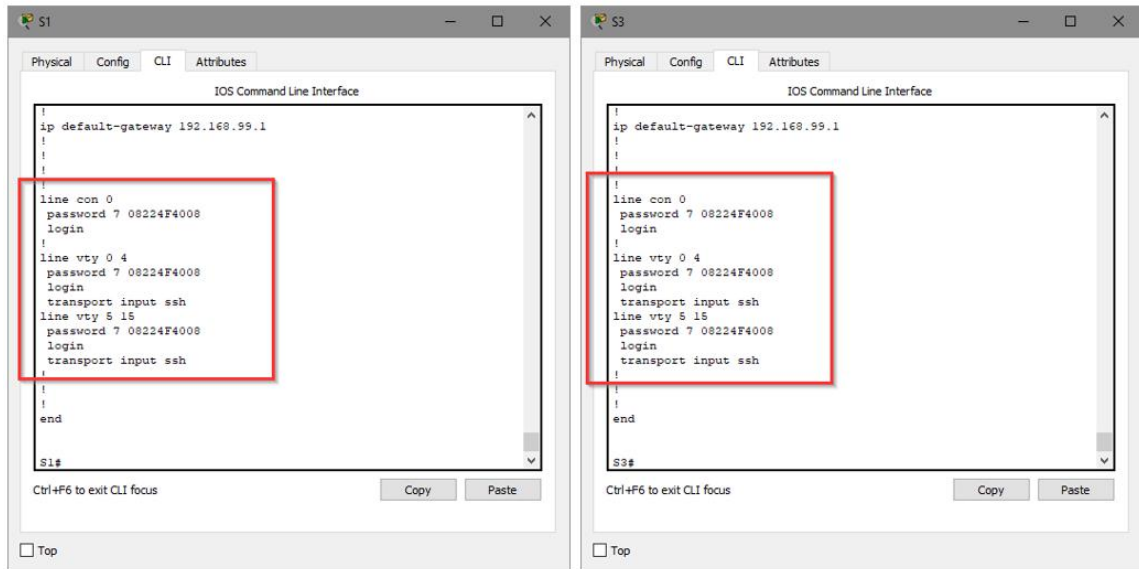 S1
Physical Config CLI Attributes
IOS Command Line Interface
!
ip default-gateway 192.168.99.1
!
!
!
!
line con 0
password 7 08224F4008
login
!
line vty 0 4
password 7 08224F4008
login
transport input ssh
line vty 5 15
password 7 08224F4008
login
transport input ssh
!
!
!
end
S1#
Ctrl+F6 to exit CLI focus
Copy Paste
Top
S3
Physical Config CLI Attributes
IOS Command Line Interface
!
ip default-gateway 192.168.99.1
!
!
!
!
line con 0
password 7 08224F4008
login
!
line vty 0 4
password 7 08224F4008
login
transport input ssh
line vty 5 15
password 7 08224F4008
login
transport input ssh
!
!
!
end
S3#
Ctrl+F6 to exit CLI focus
Copy Paste
Top